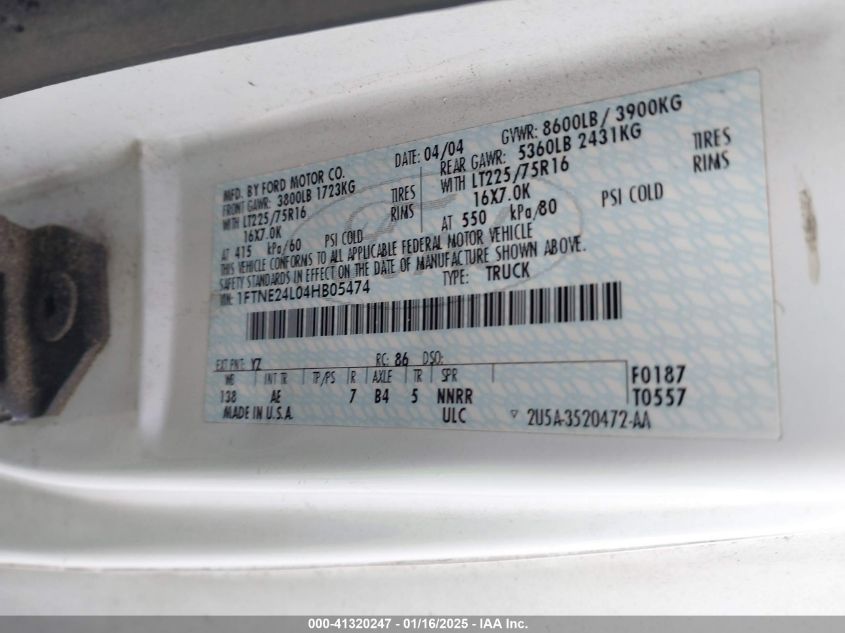 MFD. BY FORD MOTOR CO.
DATE: 04/04 GVWR: 8600LB / 3900KG
FRONT GAWR: 3800LB 1723KG REAR GAWR: 5360LB 2431KG
WITH LT225/75R16 TIRES WITH LT225/75R16 TIRES
16X7.0K RIMS 16X7.0K RIMS
AT 415 kPa/60 PSI COLD AT 550 kPa/80 PSI COLD
THIS VEHICLE CONFORMS TO ALL APPLICABLE FEDERAL MOTOR VEHICLE
SAFETY STANDARDS IN EFFECT ON THE DATE OF MANUFACTURE SHOWN ABOVE.
VIN: 1FTNE24L04HB05474 TYPE: TRUCK
EXT PNT: YZ RC: 86 DSO:
WB INT TR TP/PS R AXLE TR SPR F0187
138 AE 7 B4 5 NNRR T0557
MADE IN U.S.A. ULC ▽ 2U5A-3520472-AA
000-41320247 - 01/16/2025 - IAA Inc.